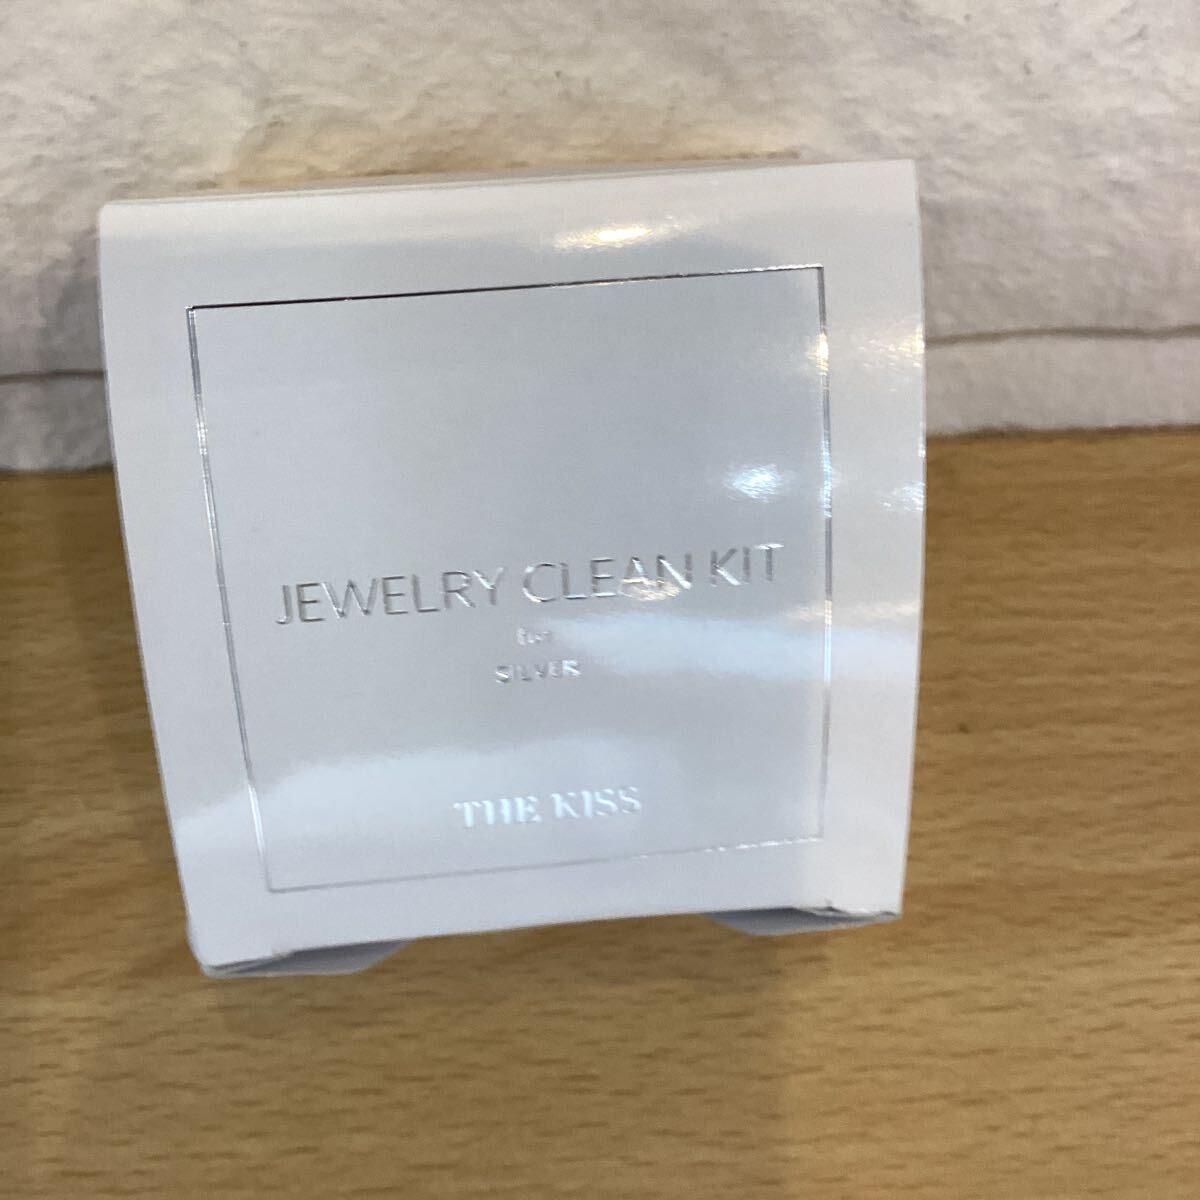 JEWELRY CLEAN KIT
for
SILVER
THE KISS